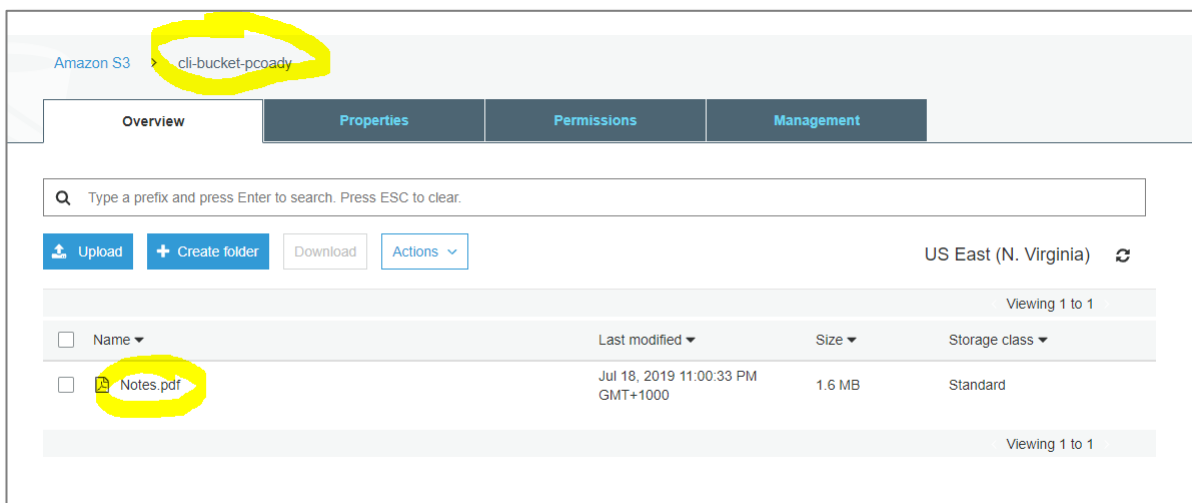 Amazon S3 > cli-bucket-pcoady
Overview Properties Permissions Management
Type a prefix and press Enter to search. Press ESC to clear.
Upload + Create folder Download Actions US East (N. Virginia)
Viewing 1 to 1
Name Last modified Size Storage class
Notes.pdf Jul 18, 2019 11:00:33 PM 1.6 MB Standard
GMT+1000
Viewing 1 to 1